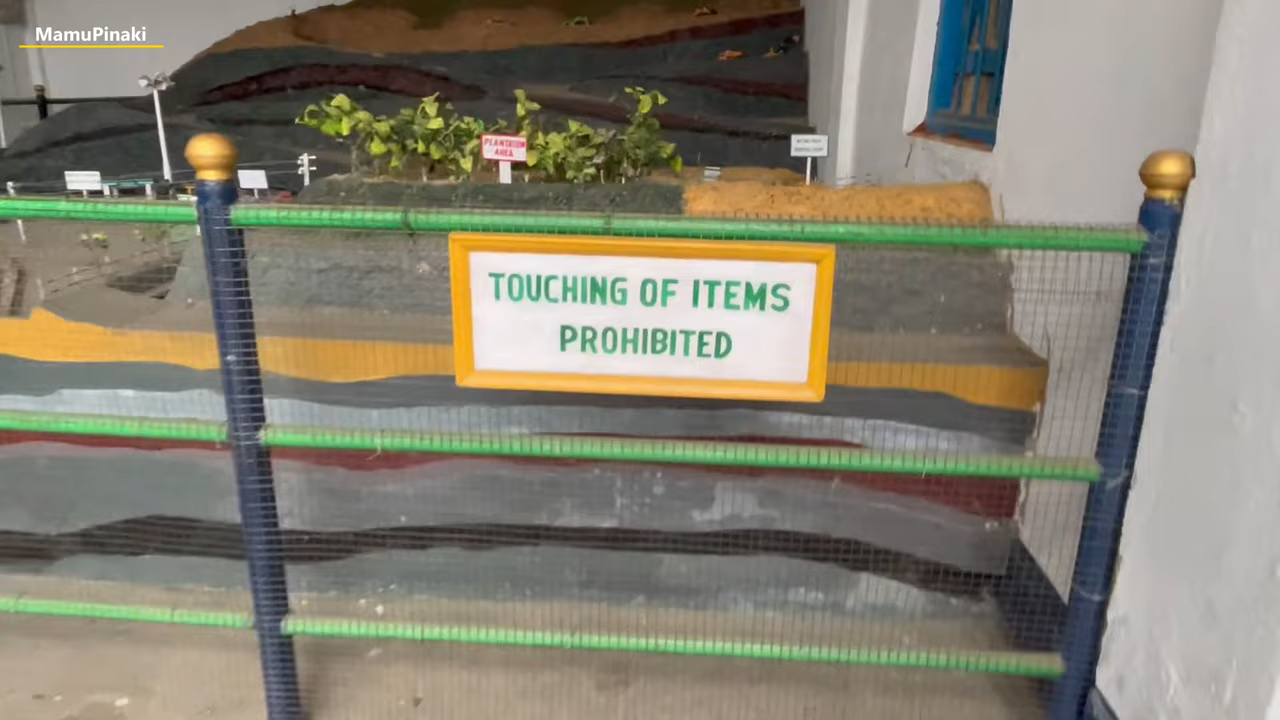 MamuPinaki
PLANTATION
AREA
TOUCHING OF ITEMS
PROHIBITED